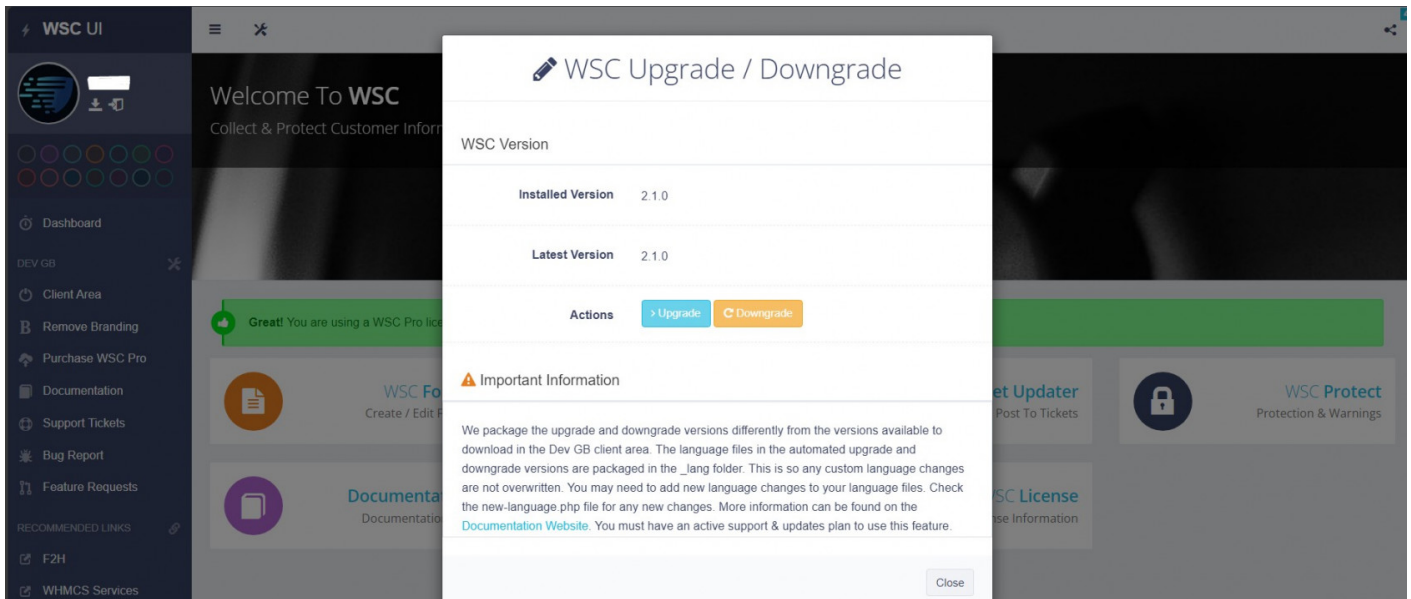 WSC UI
Welcome To WSC
Collect & Protect Customer Inform
Dashboard
DEV GB
Client Area
Remove Branding
Purchase WSC Pro
Documentation
Support Tickets
Bug Report
Feature Requests
RECOMMENDED LINKS
F2H
WHMCS Services
Great! You are using a WSC Pro lice
WSC Fo
Create / Edit F
et Updater
Post To Tickets
WSC Protect
Protection & Warnings
Documenta
Documentatio
SC License
nse Information
WSC Upgrade / Downgrade
WSC Version
Installed Version 2.1.0
Latest Version 2.1.0
Actions Upgrade Downgrade
Important Information
We package the upgrade and downgrade versions differently from the versions available to
download in the Dev GB client area. The language files in the automated upgrade and
downgrade versions are packaged in the _lang folder. This is so any custom language changes
are not overwritten. You may need to add new language changes to your language files. Check
the new-language.php file for any new changes. More information can be found on the
Documentation Website. You must have an active support & updates plan to use this feature.
Close